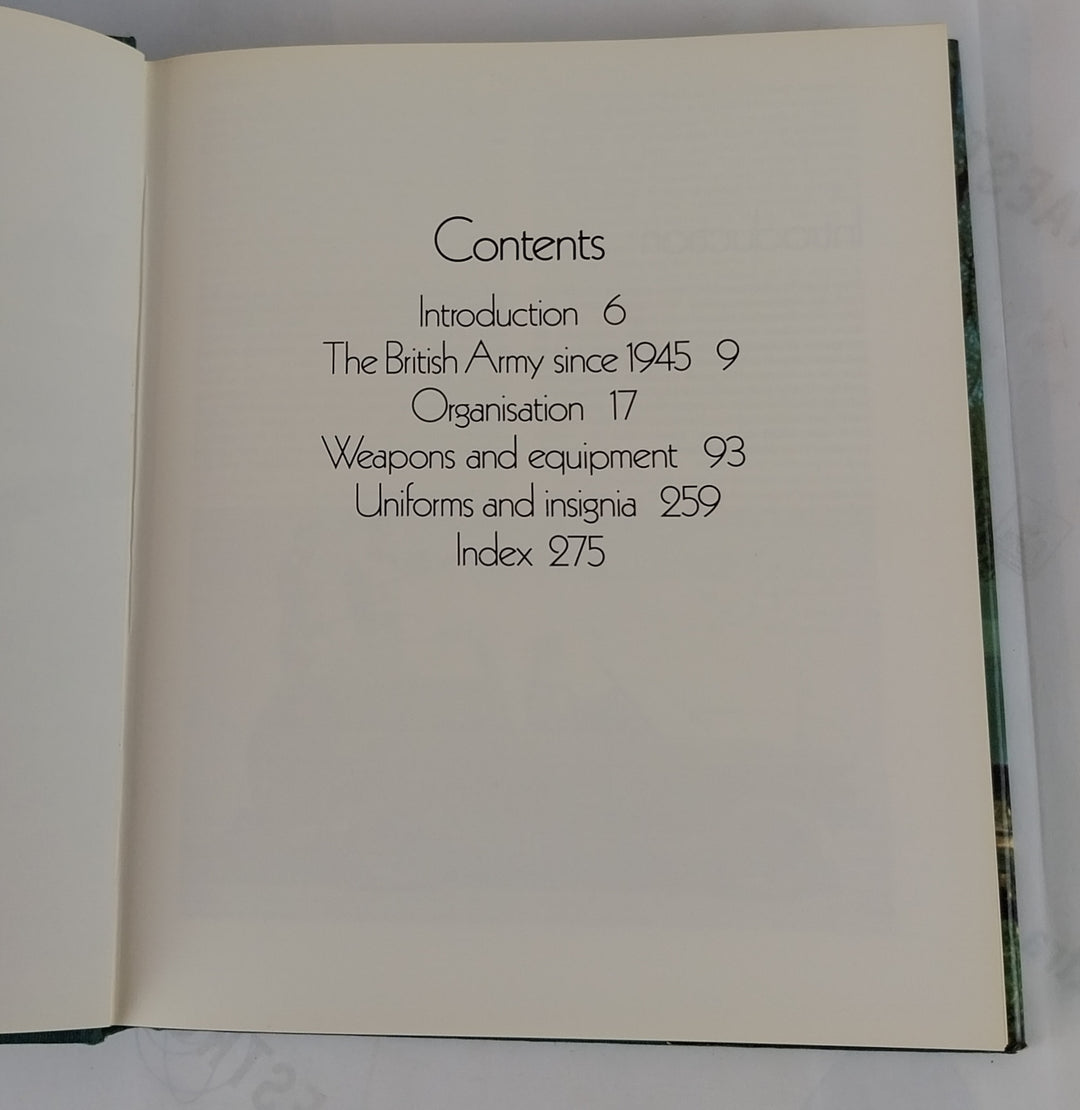 Contents
Introduction 6
The British Army since 1945 9
Organisation 17
Weapons and equipment 93
Uniforms and insignia 259
Index 275